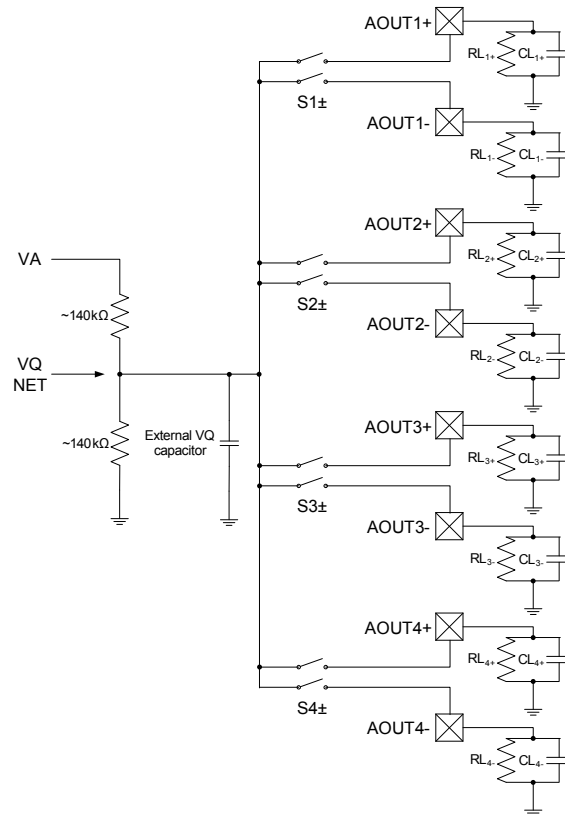 AOUT1+
RL1+
CL1+
S1±
AOUT1-
RL1-
CL1-
AOUT2+
RL2+
CL2+
S2±
AOUT2-
RL2-
CL2-
VA
~140kΩ
VQ
NET
~140kΩ
External VQ
capacitor
AOUT3+
RL3+
CL3+
S3±
AOUT3-
RL3-
CL3-
AOUT4+
RL4+
CL4+
S4±
AOUT4-
RL4-
CL4-